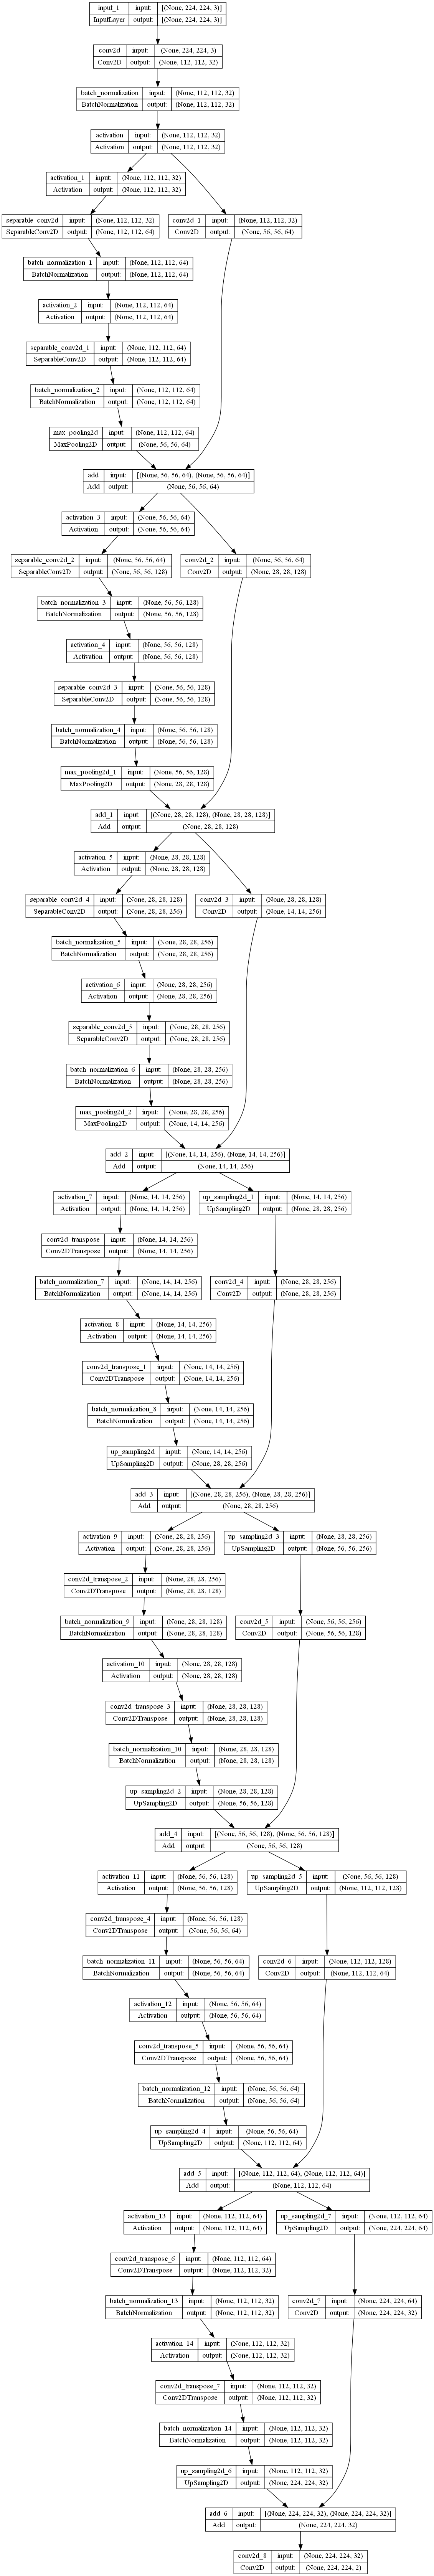 input_1 input: [(None, 224, 224, 3)]
InputLayer output: [(None, 224, 224, 3)]
conv2d input: (None, 224, 224, 3)
Conv2D output: (None, 112, 112, 32)
batch_normalization input: (None, 112, 112, 32)
BatchNormalization output: (None, 112, 112, 32)
activation input: (None, 112, 112, 32)
Activation output: (None, 112, 112, 32)
activation_1 input: (None, 112, 112, 32)
Activation output: (None, 112, 112, 32)
separable_conv2d input: (None, 112, 112, 32)
SeparableConv2D output: (None, 112, 112, 64)
conv2d_1 input: (None, 112, 112, 32)
Conv2D output: (None, 56, 56, 64)
batch_normalization_1 input: (None, 112, 112, 64)
BatchNormalization output: (None, 112, 112, 64)
activation_2 input: (None, 112, 112, 64)
Activation output: (None, 112, 112, 64)
separable_conv2d_1 input: (None, 112, 112, 64)
SeparableConv2D output: (None, 112, 112, 64)
batch_normalization_2 input: (None, 112, 112, 64)
BatchNormalization output: (None, 112, 112, 64)
max_pooling2d input: (None, 112, 112, 64)
MaxPooling2D output: (None, 56, 56, 64)
add input: [(None, 56, 56, 64), (None, 56, 56, 64)]
Add output: (None, 56, 56, 64)
activation_3 input: (None, 56, 56, 64)
Activation output: (None, 56, 56, 64)
separable_conv2d_2 input: (None, 56, 56, 64)
SeparableConv2D output: (None, 56, 56, 128)
conv2d_2 input: (None, 56, 56, 64)
Conv2D output: (None, 28, 28, 128)
batch_normalization_3 input: (None, 56, 56, 128)
BatchNormalization output: (None, 56, 56, 128)
activation_4 input: (None, 56, 56, 128)
Activation output: (None, 56, 56, 128)
separable_conv2d_3 input: (None, 56, 56, 128)
SeparableConv2D output: (None, 56, 56, 128)
batch_normalization_4 input: (None, 56, 56, 128)
BatchNormalization output: (None, 56, 56, 128)
max_pooling2d_1 input: (None, 56, 56, 128)
MaxPooling2D output: (None, 28, 28, 128)
add_1 input: [(None, 28, 28, 128), (None, 28, 28, 128)]
Add output: (None, 28, 28, 128)
activation_5 input: (None, 28, 28, 128)
Activation output: (None, 28, 28, 128)
separable_conv2d_4 input: (None, 28, 28, 128)
SeparableConv2D output: (None, 28, 28, 256)
conv2d_3 input: (None, 28, 28, 128)
Conv2D output: (None, 14, 14, 256)
batch_normalization_5 input: (None, 28, 28, 256)
BatchNormalization output: (None, 28, 28, 256)
activation_6 input: (None, 28, 28, 256)
Activation output: (None, 28, 28, 256)
separable_conv2d_5 input: (None, 28, 28, 256)
SeparableConv2D output: (None, 28, 28, 256)
batch_normalization_6 input: (None, 28, 28, 256)
BatchNormalization output: (None, 28, 28, 256)
max_pooling2d_2 input: (None, 28, 28, 256)
MaxPooling2D output: (None, 14, 14, 256)
add_2 input: [(None, 14, 14, 256), (None, 14, 14, 256)]
Add output: (None, 14, 14, 256)
activation_7 input: (None, 14, 14, 256)
Activation output: (None, 14, 14, 256)
up_sampling2d_1 input: (None, 14, 14, 256)
UpSampling2D output: (None, 28, 28, 256)
conv2d_transpose input: (None, 14, 14, 256)
Conv2DTranspose output: (None, 14, 14, 256)
batch_normalization_7 input: (None, 14, 14, 256)
BatchNormalization output: (None, 14, 14, 256)
conv2d_4 input: (None, 28, 28, 256)
Conv2D output: (None, 28, 28, 256)
activation_8 input: (None, 14, 14, 256)
Activation output: (None, 14, 14, 256)
conv2d_transpose_1 input: (None, 14, 14, 256)
Conv2DTranspose output: (None, 14, 14, 256)
batch_normalization_8 input: (None, 14, 14, 256)
BatchNormalization output: (None, 14, 14, 256)
up_sampling2d input: (None, 14, 14, 256)
UpSampling2D output: (None, 28, 28, 256)
add_3 input: [(None, 28, 28, 256), (None, 28, 28, 256)]
Add output: (None, 28, 28, 256)
activation_9 input: (None, 28, 28, 256)
Activation output: (None, 28, 28, 256)
up_sampling2d_3 input: (None, 28, 28, 256)
UpSampling2D output: (None, 56, 56, 256)
conv2d_transpose_2 input: (None, 28, 28, 256)
Conv2DTranspose output: (None, 28, 28, 128)
batch_normalization_9 input: (None, 28, 28, 128)
BatchNormalization output: (None, 28, 28, 128)
conv2d_5 input: (None, 56, 56, 256)
Conv2D output: (None, 56, 56, 128)
activation_10 input: (None, 28, 28, 128)
Activation output: (None, 28, 28, 128)
conv2d_transpose_3 input: (None, 28, 28, 128)
Conv2DTranspose output: (None, 28, 28, 128)
batch_normalization_10 input: (None, 28, 28, 128)
BatchNormalization output: (None, 28, 28, 128)
up_sampling2d_2 input: (None, 28, 28, 128)
UpSampling2D output: (None, 56, 56, 128)
add_4 input: [(None, 56, 56, 128), (None, 56, 56, 128)]
Add output: (None, 56, 56, 128)
activation_11 input: (None, 56, 56, 128)
Activation output: (None, 56, 56, 128)
up_sampling2d_5 input: (None, 56, 56, 128)
UpSampling2D output: (None, 112, 112, 128)
conv2d_transpose_4 input: (None, 56, 56, 128)
Conv2DTranspose output: (None, 56, 56, 64)
batch_normalization_11 input: (None, 56, 56, 64)
BatchNormalization output: (None, 56, 56, 64)
conv2d_6 input: (None, 112, 112, 128)
Conv2D output: (None, 112, 112, 64)
activation_12 input: (None, 56, 56, 64)
Activation output: (None, 56, 56, 64)
conv2d_transpose_5 input: (None, 56, 56, 64)
Conv2DTranspose output: (None, 56, 56, 64)
batch_normalization_12 input: (None, 56, 56, 64)
BatchNormalization output: (None, 56, 56, 64)
up_sampling2d_4 input: (None, 56, 56, 64)
UpSampling2D output: (None, 112, 112, 64)
add_5 input: [(None, 112, 112, 64), (None, 112, 112, 64)]
Add output: (None, 112, 112, 64)
activation_13 input: (None, 112, 112, 64)
Activation output: (None, 112, 112, 64)
up_sampling2d_7 input: (None, 112, 112, 64)
UpSampling2D output: (None, 224, 224, 64)
conv2d_transpose_6 input: (None, 112, 112, 64)
Conv2DTranspose output: (None, 112, 112, 32)
batch_normalization_13 input: (None, 112, 112, 32)
BatchNormalization output: (None, 112, 112, 32)
conv2d_7 input: (None, 224, 224, 64)
Conv2D output: (None, 224, 224, 32)
activation_14 input: (None, 112, 112, 32)
Activation output: (None, 112, 112, 32)
conv2d_transpose_7 input: (None, 112, 112, 32)
Conv2DTranspose output: (None, 112, 112, 32)
batch_normalization_14 input: (None, 112, 112, 32)
BatchNormalization output: (None, 112, 112, 32)
up_sampling2d_6 input: (None, 112, 112, 32)
UpSampling2D output: (None, 224, 224, 32)
add_6 input: [(None, 224, 224, 32), (None, 224, 224, 32)]
Add output: (None, 224, 224, 32)
conv2d_8 input: (None, 224, 224, 32)
Conv2D output: (None, 224, 224, 2)